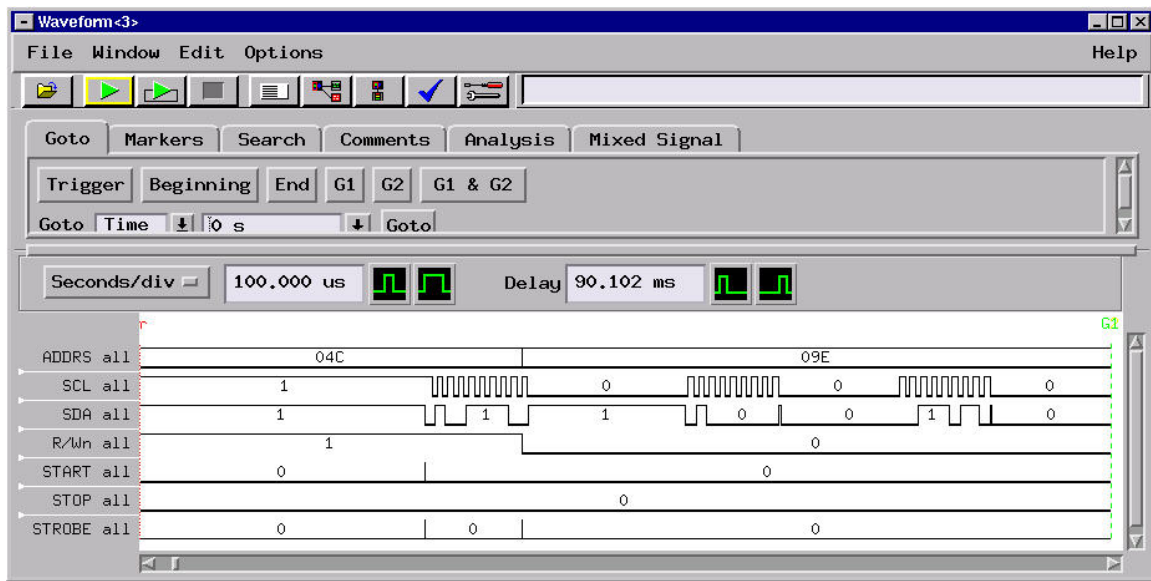 Waveform<3>
File Window Edit Options Help
Goto Markers Search Comments Analysis Mixed Signal
Trigger Beginning End G1 G2 G1 & G2
Goto Time 0 s Goto
Seconds/div 100.000 us Delay 90.102 ms
G1
ADDRS all 04C 09E
SCL all 1 0 0 0
SDA all 1 1 1 0 0 1 0
R/Wn all 1 0
START all 0 0
STOP all 0
STROBE all 0 0 0